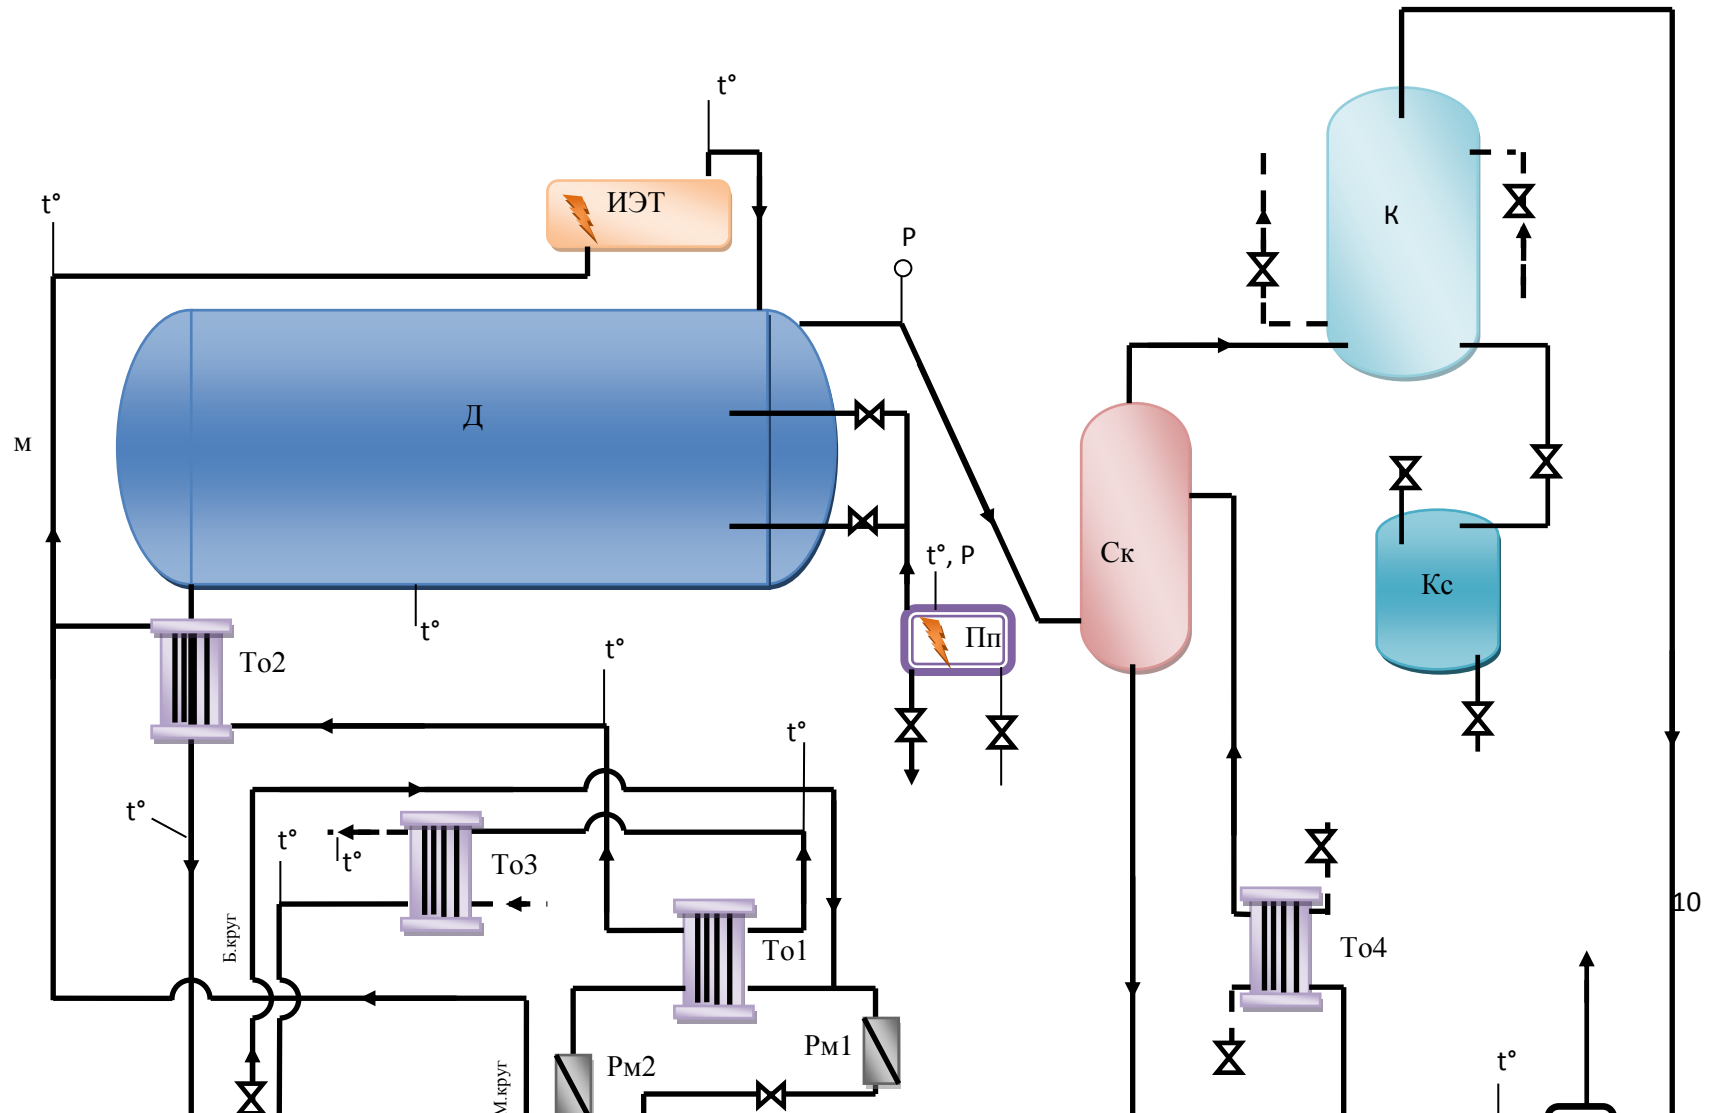 t°
t°
ИЭТ
P
К
м
Д
t°, P
Ск
Кс
Пп
t°
То2
t°
t°
t°
t°
t°
То3
Б.круг
10
То1
То4
Рм1
t°
Рм2
М.круг